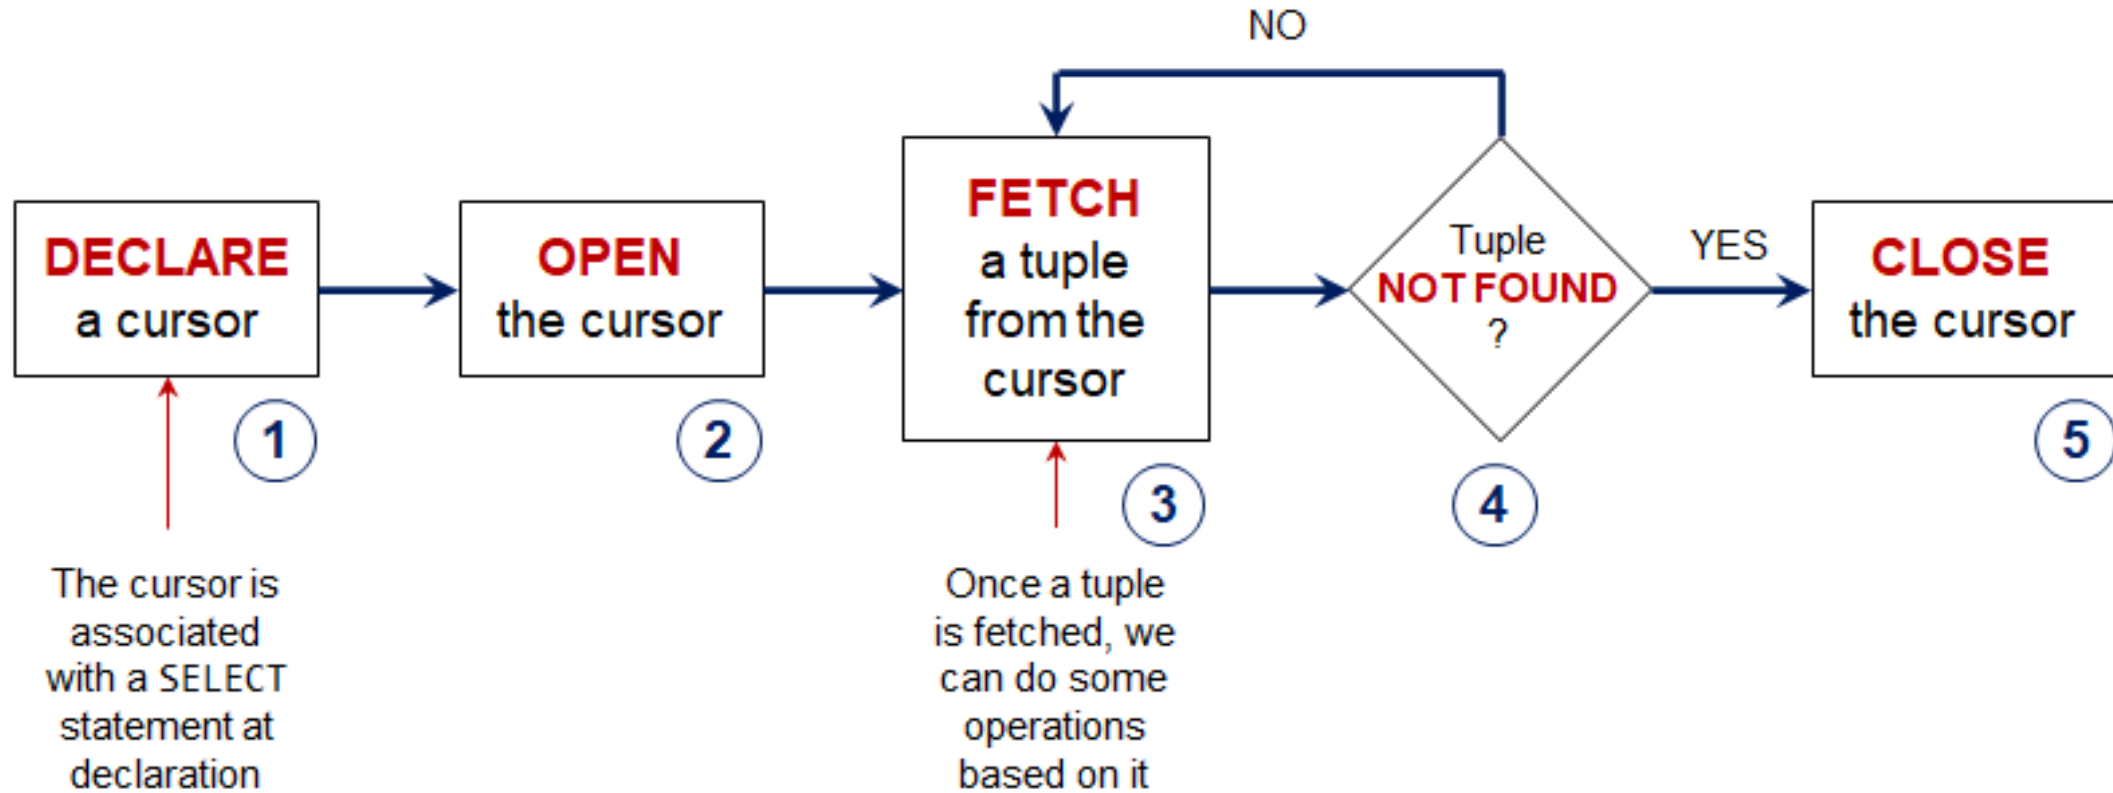 NO
DECLARE
a cursor
1
OPEN
the cursor
2
FETCH
a tuple
from the
cursor
3
Tuple
NOT FOUND
?
4
YES
CLOSE
the cursor
5
The cursor is
associated
with a SELECT
statement at
declaration
Once a tuple
is fetched, we
can do some
operations
based on it